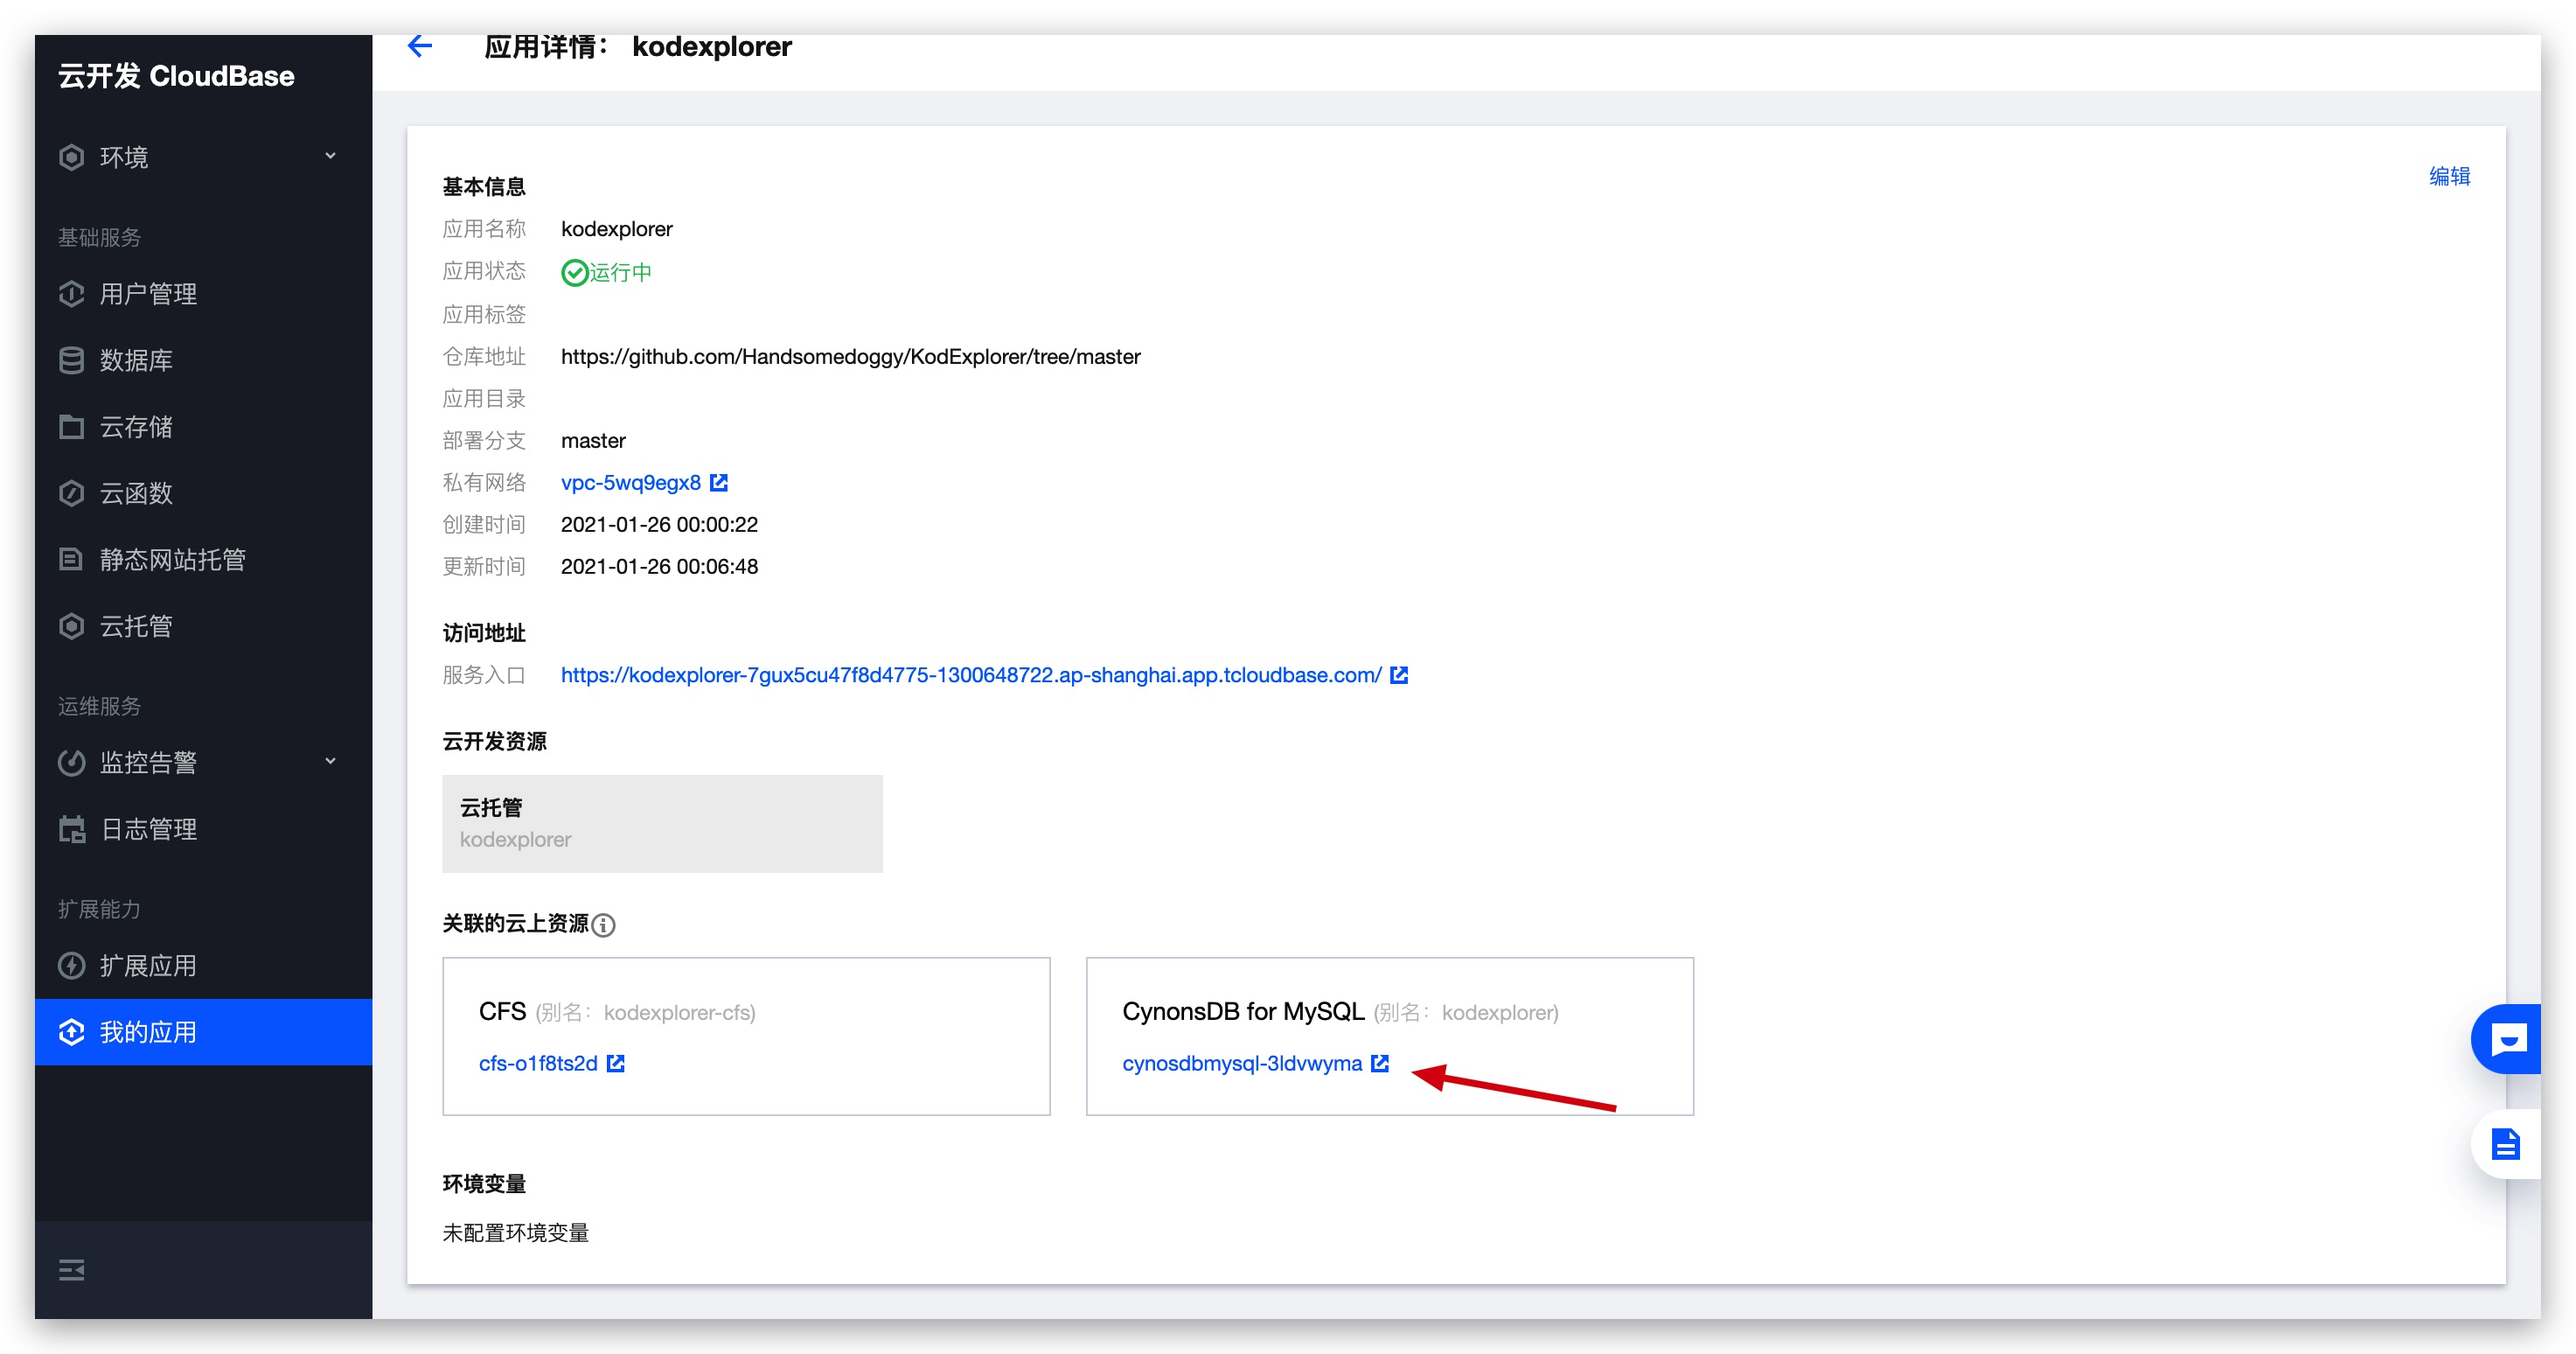 云开发 CloudBase
环境
基础服务
用户管理
数据库
云存储
云函数
静态网站托管
云托管
运维服务
监控告警
日志管理
扩展能力
扩展应用
我的应用
应用详情： kodexplorer
编辑
基本信息
应用名称 kodexplorer
应用状态 运行中
应用标签
仓库地址 https://github.com/Handsomedoggy/KodExplorer/tree/master
应用目录
部署分支 master
私有网络 vpc-5wq9egx8
创建时间 2021-01-26 00:00:22
更新时间 2021-01-26 00:06:48
访问地址
服务入口 https://kodexplorer-7gux5cu47f8d4775-1300648722.ap-shanghai.app.tcloudbase.com/
云开发资源
云托管
kodexplorer
关联的云上资源
CFS (别名： kodexplorer-cfs)
cfs-o1f8ts2d
CynonsDB for MySQL (别名： kodexplorer)
cynosdbmysql-3ldvwyma
环境变量
未配置环境变量